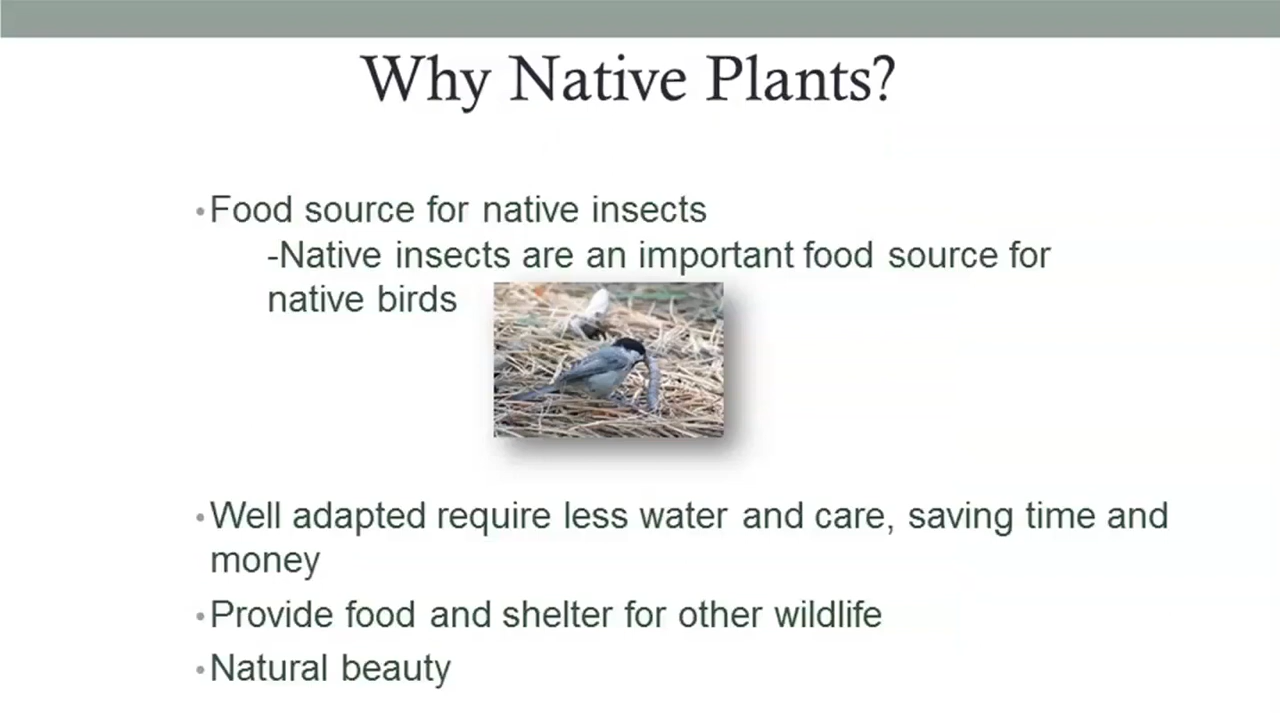 Why Native Plants?
•Food source for native insects
-Native insects are an important food source for
native birds
•Well adapted require less water and care, saving time and
money
•Provide food and shelter for other wildlife
•Natural beauty